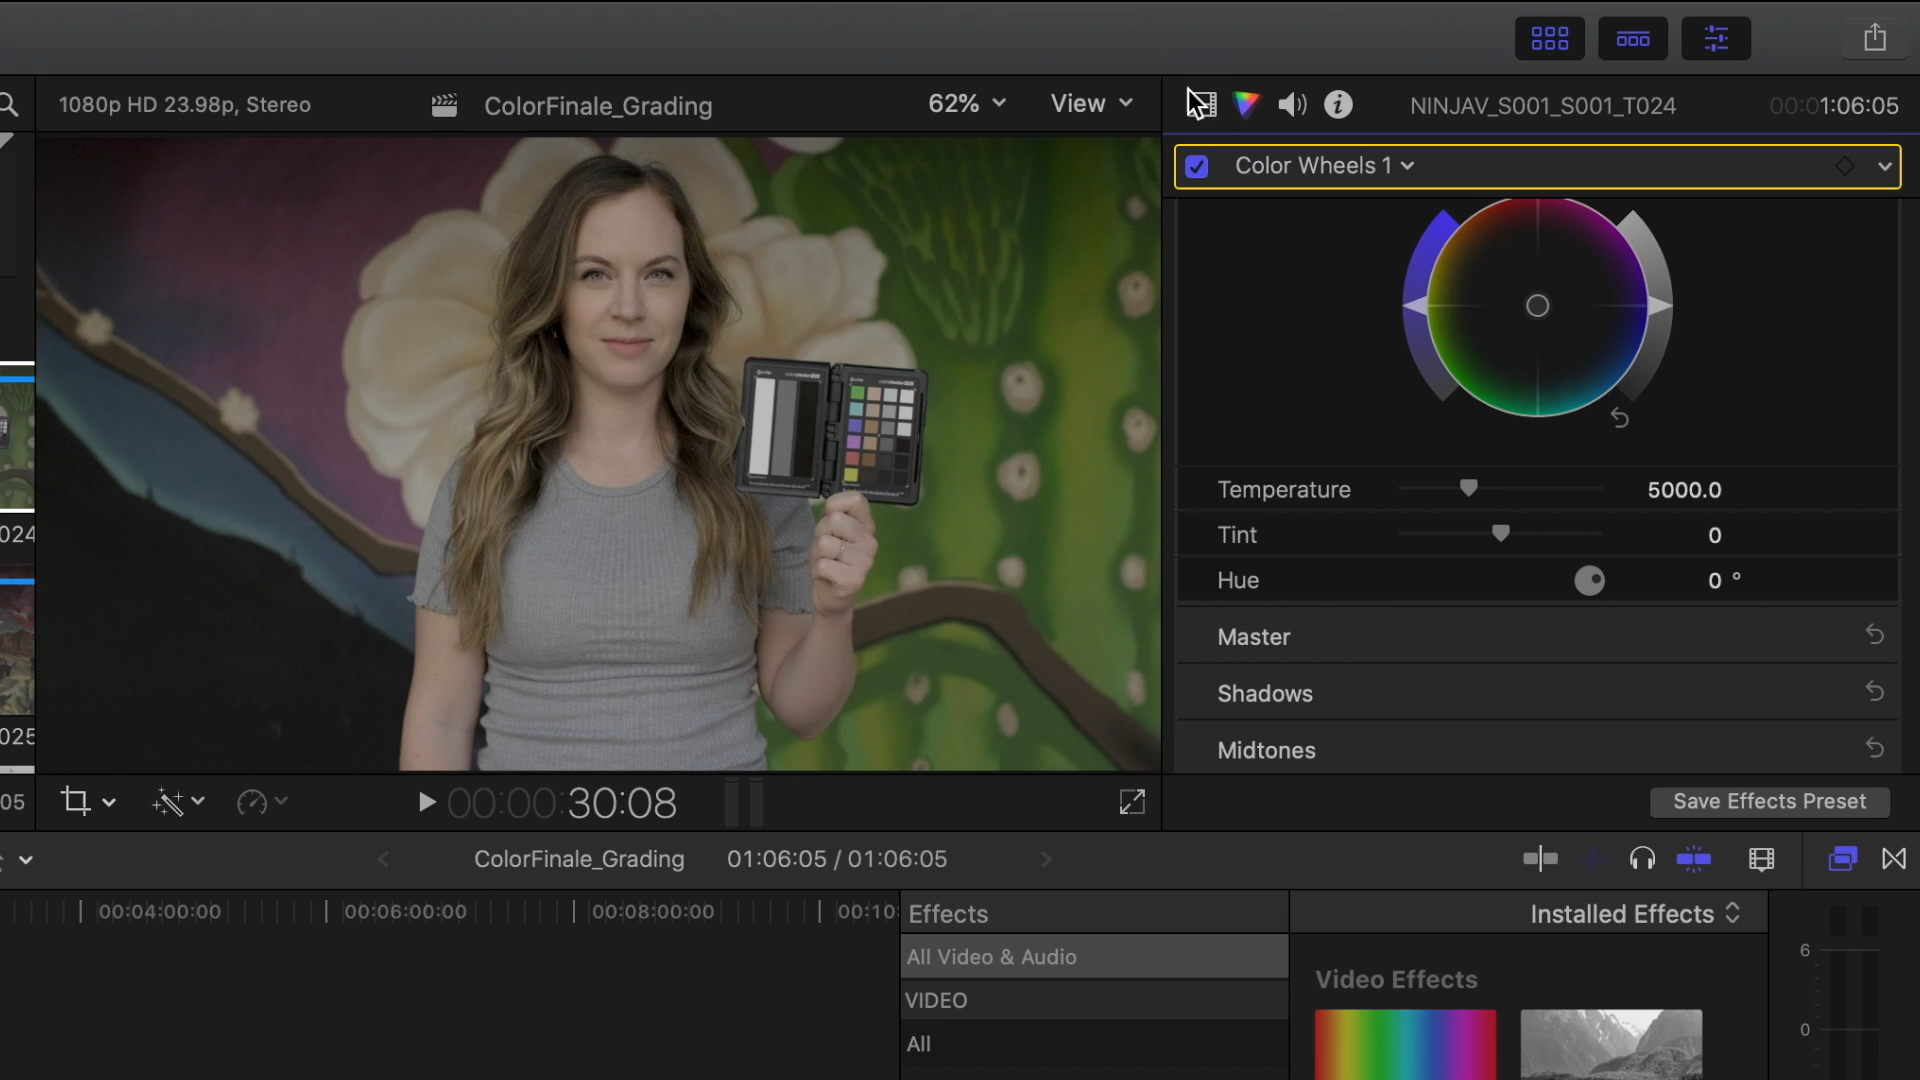 1080p HD 23.98p, Stereo
ColorFinale_Grading
62%
View
NINJAV_S001_S001_T024
00:01:06:05
Color Wheels 1
Temperature
5000.0
Tint
0
Hue
0 °
Master
Shadows
Midtones
024
025
05
00:00:30:08
Save Effects Preset
ColorFinale_Grading
01:06:05 / 01:06:05
00:04:00:00
00:06:00:00
00:08:00:00
00:10:
Effects
Installed Effects
All Video & Audio
VIDEO
All
Video Effects
6
0